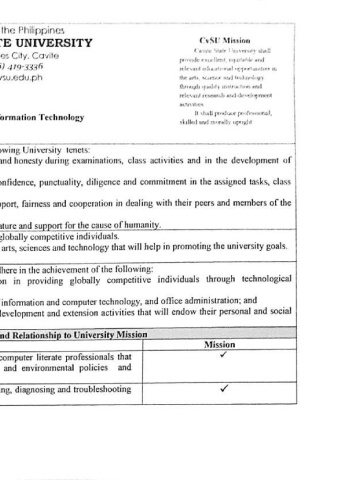 the Philippines
TE UNIVERSITY
es City, Cavite
6) 419-3336
vsu.edu.ph
CvSU Mission
Cavite State University shall
provide excellent, equitable and
relevant educational opportunities in
the arts, science and technology
through quality instruction and
relevant research and development
activities.
It shall produce professional,
skilled and morally upright
ormation Technology
owing University tenets:
and honesty during examinations, class activities and in the development of
onfidence, punctuality, diligence and commitment in the assigned tasks, class
pport, fairness and cooperation in dealing with their peers and members of the
ature and support for the cause of humanity.
globally competitive individuals.
arts, sciences and technology that will help in promoting the university goals.
here in the achievement of the following:
on in providing globally competitive individuals through technological
information and computer technology, and office administration; and
development and extension activities that will endow their personal and social
nd Relationship to University Mission
Mission
computer literate professionals that ✓
and environmental policies and
ng, diagnosing and troubleshooting ✓